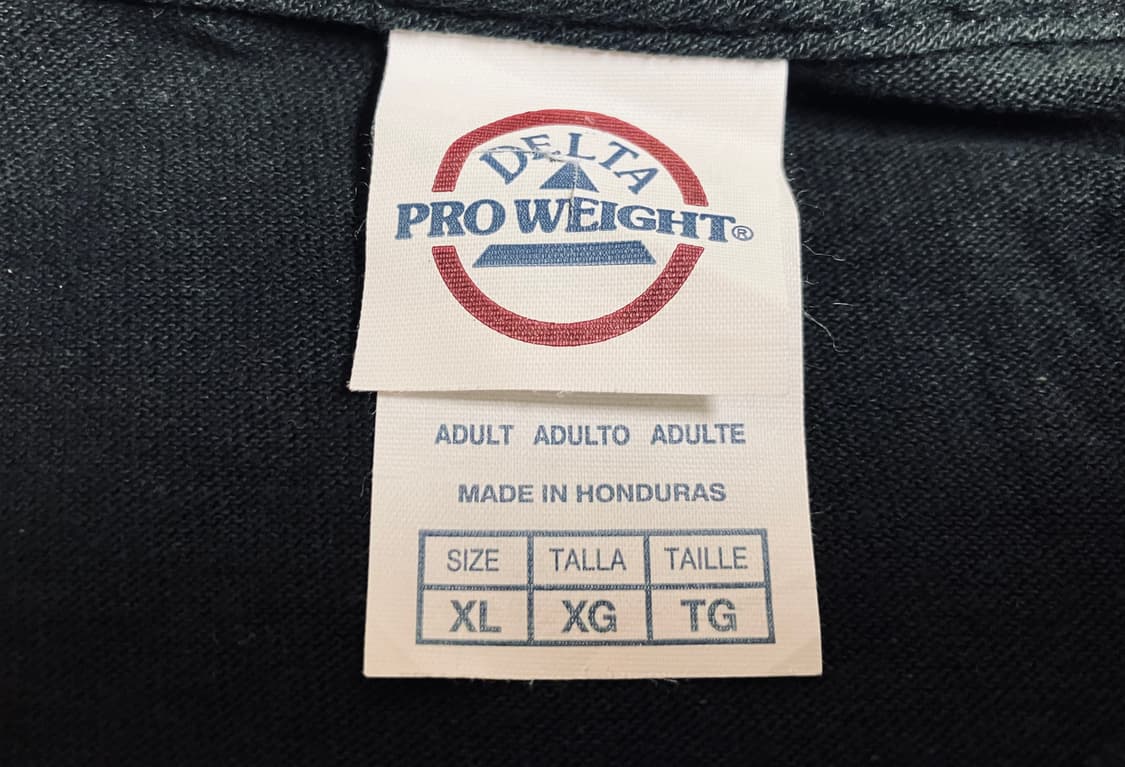 DELTA
PRO WEIGHT®
ADULT ADULTO ADULTE
MADE IN HONDURAS
SIZE TALLA TAILLE
XL XG TG